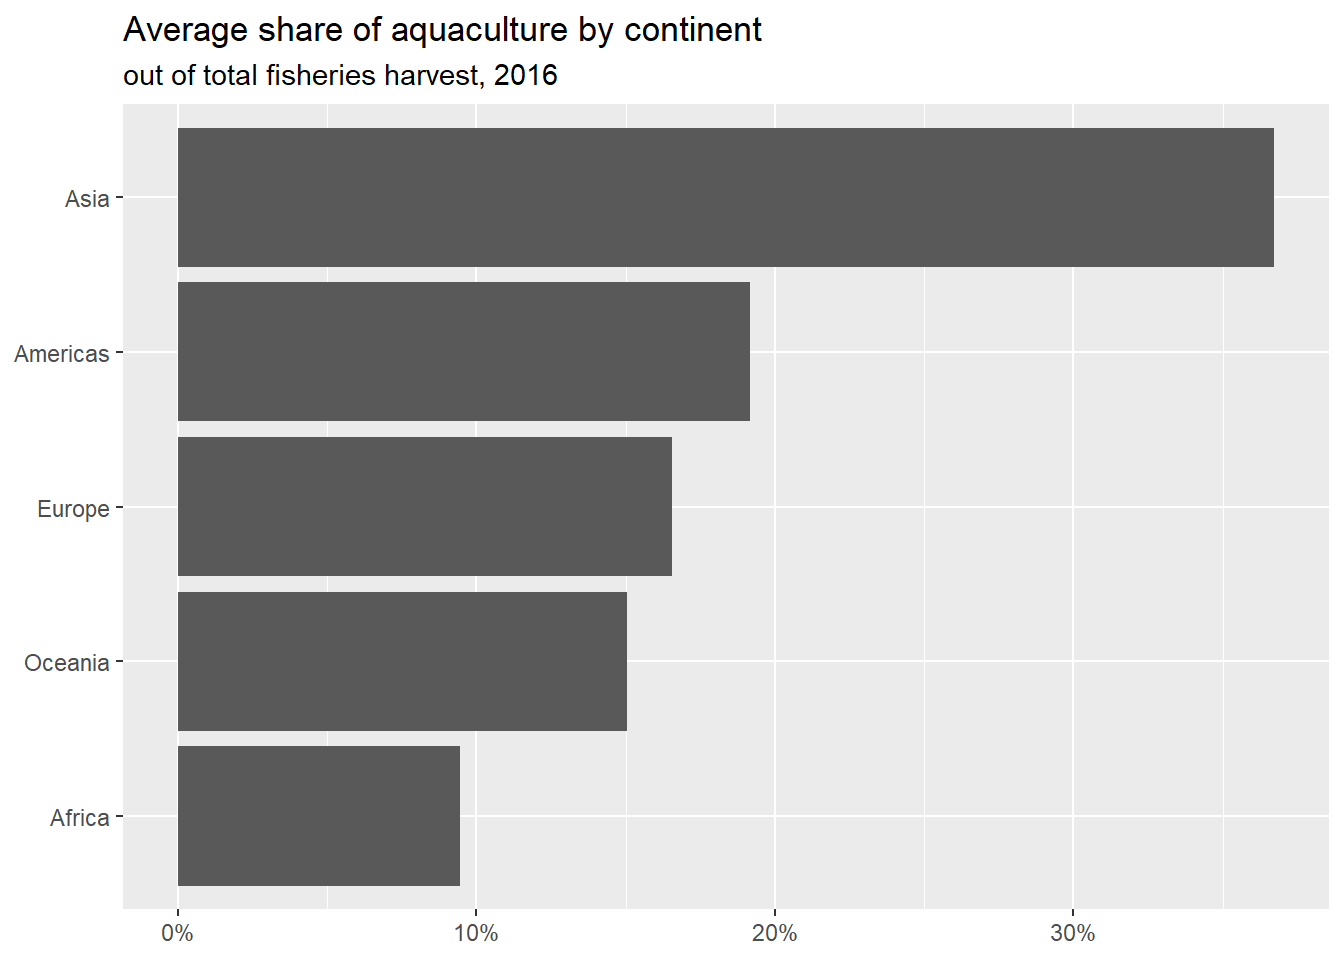 Average share of aquaculture by continent
out of total fisheries harvest, 2016
Asia
Americas
Europe
Oceania
Africa
0% 10% 20% 30%